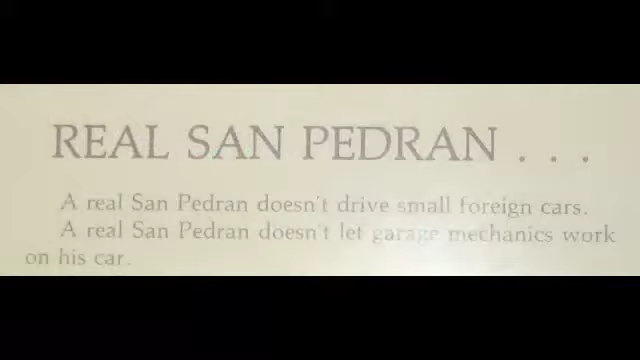 REAL SAN PEDRAN . . .
A real San Pedran doesn't drive small foreign cars.
A real San Pedran doesn't let garage mechanics work
on his car.